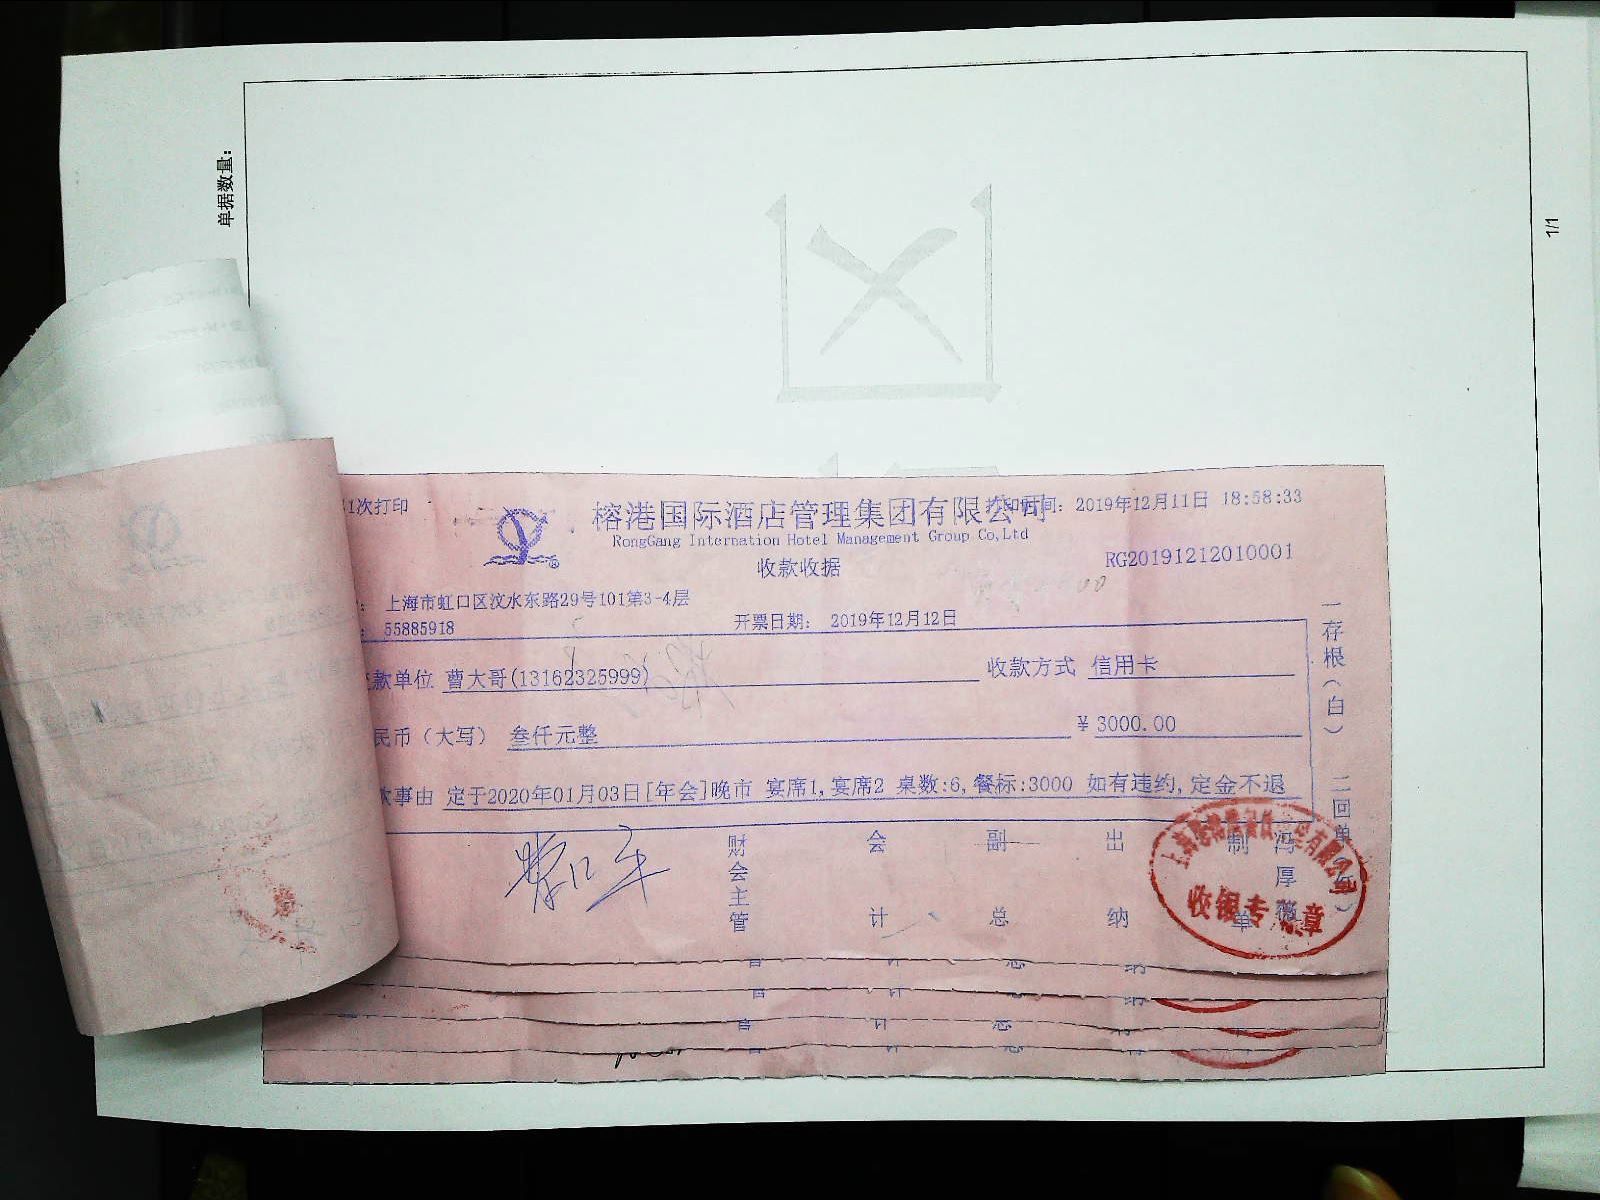 单据数量：
1/1
1次打印
榕港国际酒店管理集团有限公司
打印时间: 2019年12月11日 18:58:33
RongGang Internation Hotel Management Group Co,Ltd
收款收据
RG20191212010001
: 上海市虹口区汶水东路29号101第3-4层
: 55885918
开票日期: 2019年12月12日
款单位 曹大哥(13162325999)
收款方式 信用卡
民币（大写） 叁仟元整
¥ 3000.00
事由 定于2020年01月03日[年会]晚市 宴席1,宴席2 桌数:6,餐标:3000 如有违约,定金不退
一存根（白） 二回单
财会主管
会计
副总
出纳
制单
收银专用章